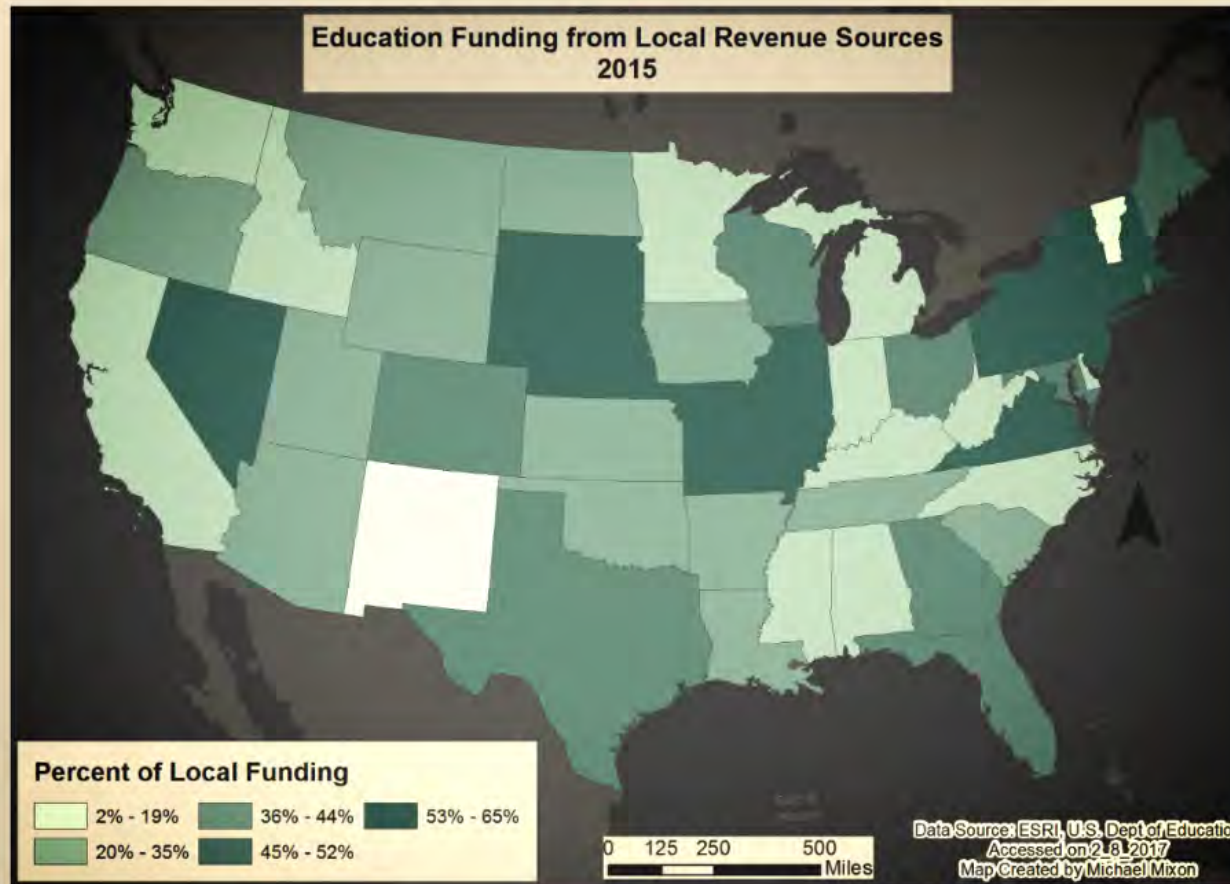 Education Funding from Local Revenue Sources
2015
Percent of Local Funding
2% - 19%
36% - 44%
53% - 65%
20% - 35%
45% - 52%
0 125 250 500
Miles
Data Source: ESRI, U.S. Dept of Education
Accessed on 2_8_2017
Map Created by Michael Mixon